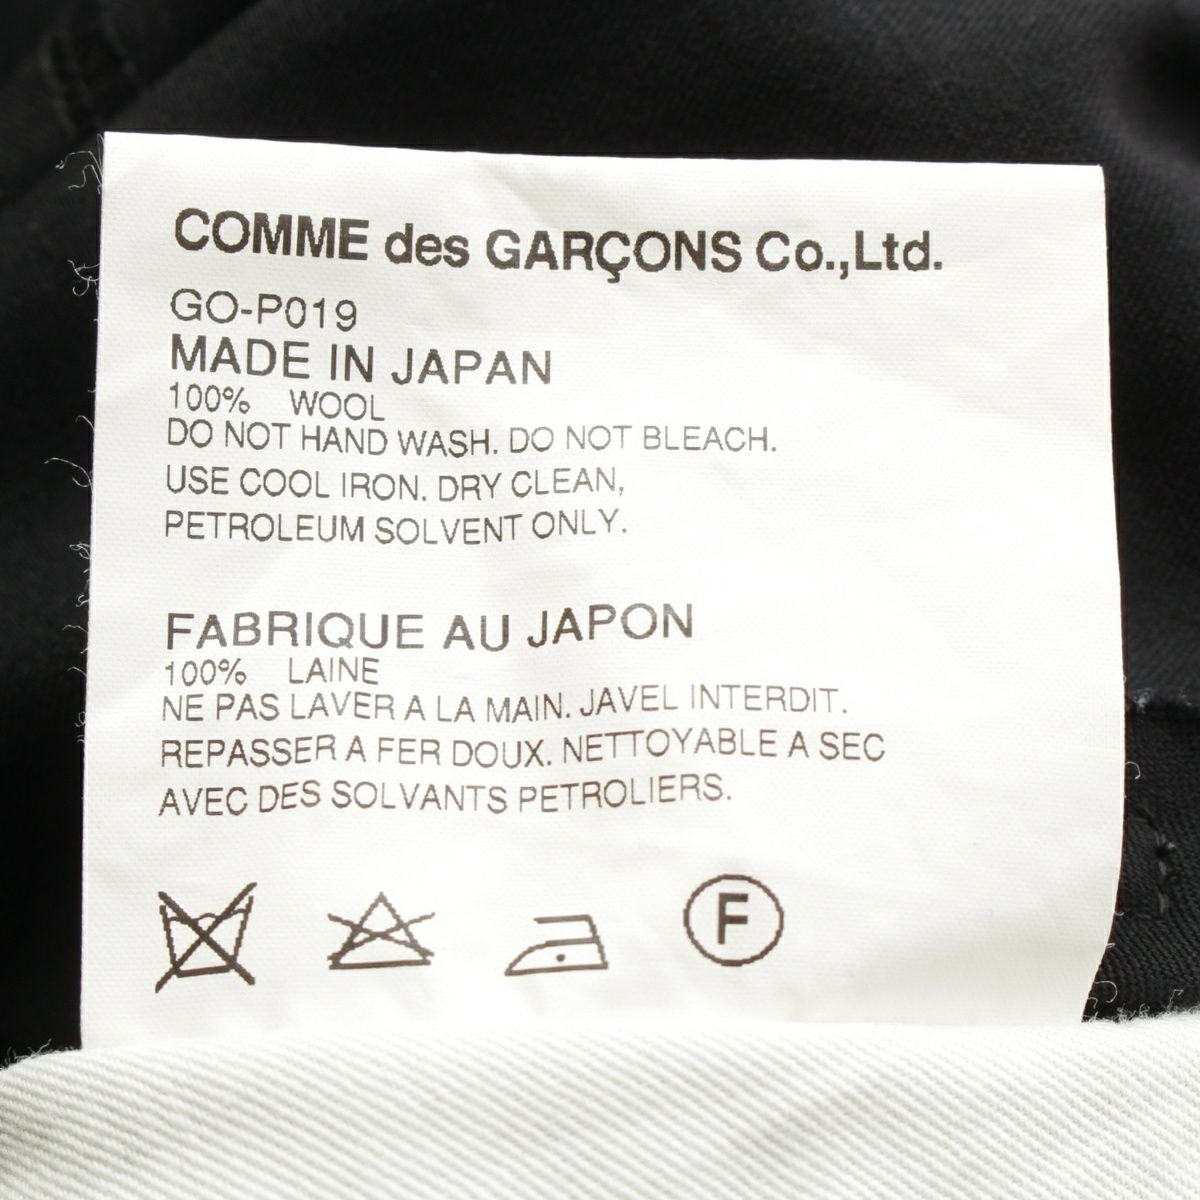 COMME des GARÇONS Co.,Ltd.
GO-P019
MADE IN JAPAN
100% WOOL
DO NOT HAND WASH. DO NOT BLEACH.
USE COOL IRON. DRY CLEAN,
PETROLEUM SOLVENT ONLY.
FABRIQUE AU JAPON
100% LAINE
NE PAS LAVER A LA MAIN. JAVEL INTERDIT.
REPASSER A FER DOUX. NETTOYABLE A SEC
AVEC DES SOLVANTS PETROLIERS.
F